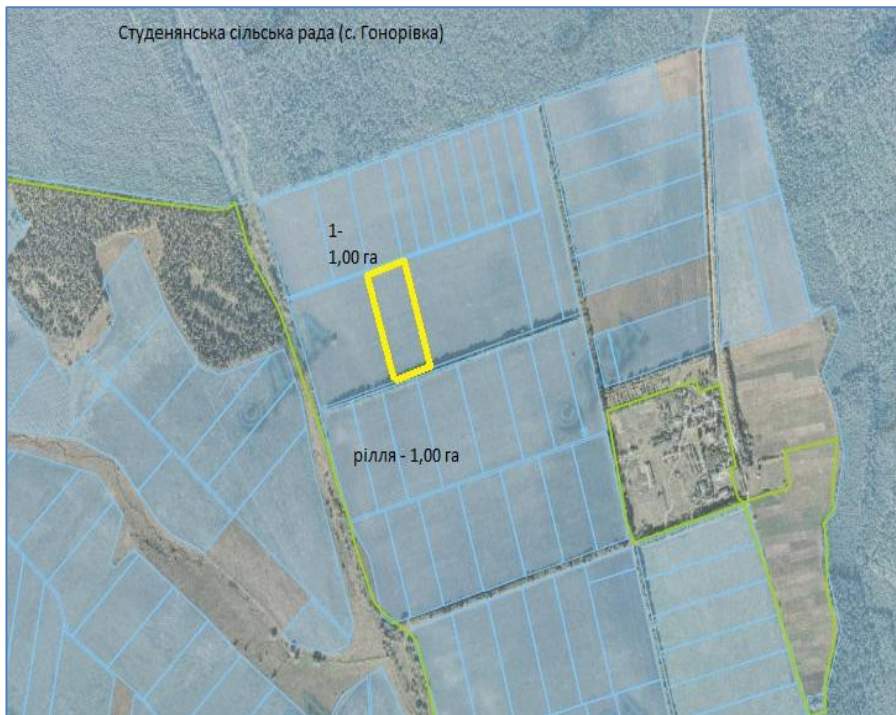 Студенянська сільська рада (с. Гонорівка)
1-
1,00 га
рілля - 1,00 га